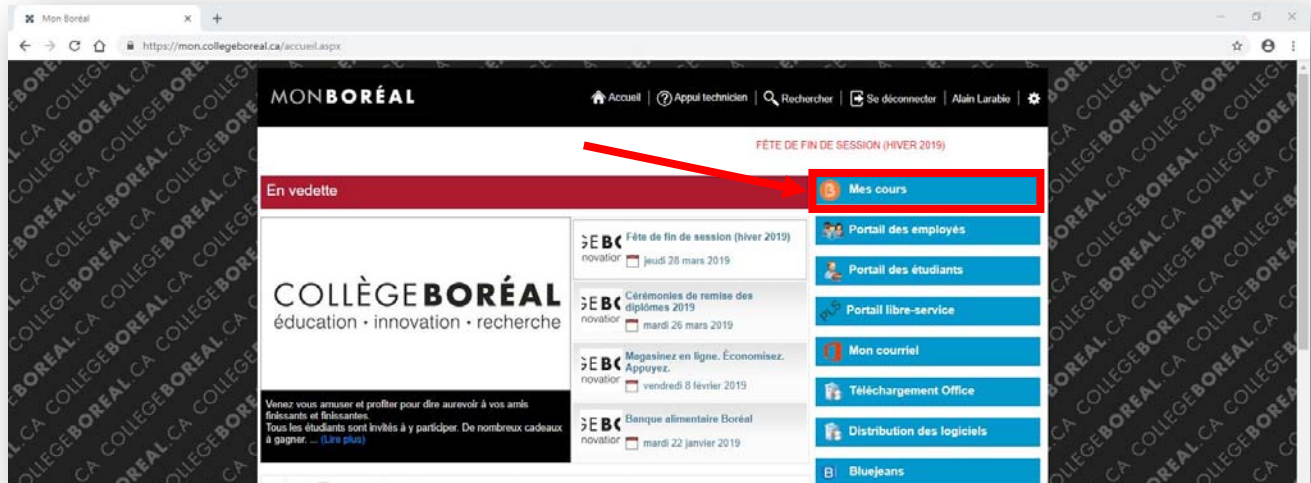 Mon Boréal
https://mon.collegeboreal.ca/accueil.aspx
MONBORÉAL
Accueil | Appui technicien | Rechercher | Se déconnecter | Alain Larabie |
FÊTE DE FIN DE SESSION (HIVER 2019)
En vedette
COLLÈGEBORÉAL
éducation • innovation • recherche
Venez vous amuser et profiter pour dire aurevoir à vos amis
finissants et finissantes.
Tous les étudiants sont invités à y participer. De nombreux cadeaux
à gagner. ... (Lire plus)
Fête de fin de session (hiver 2019)
jeudi 28 mars 2019
Cérémonies de remise des
diplômes 2019
mardi 26 mars 2019
Magasinez en ligne. Économisez.
Appuyez.
vendredi 8 février 2019
Banque alimentaire Boréal
mardi 22 janvier 2019
Mes cours
Portail des employés
Portail des étudiants
PLS Portail libre-service
Mon courriel
Téléchargement Office
Distribution des logiciels
B Bluejeans
COLLEGEBOREAL.CA